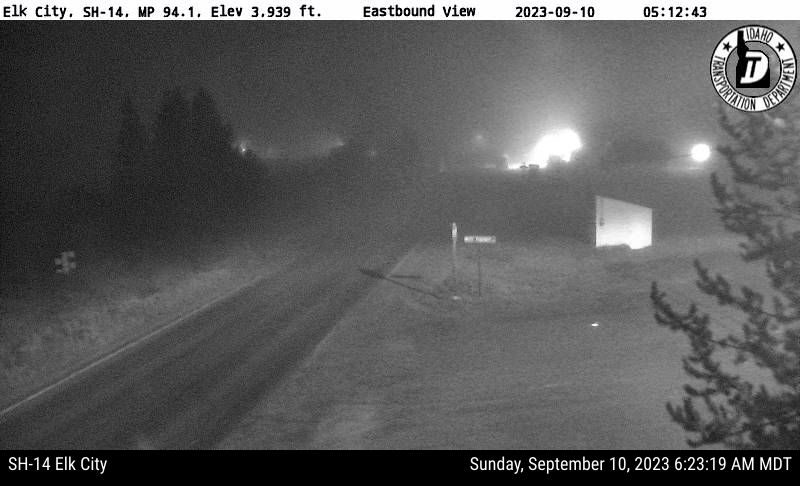 Elk City, SH-14, MP 94.1, Elev 3,939 ft. Eastbound View 2023-09-10 05:12:43
IDAHO
TRANSPORTATION DEPARTMENT
SH-14 Elk City Sunday, September 10, 2023 6:23:19 AM MDT